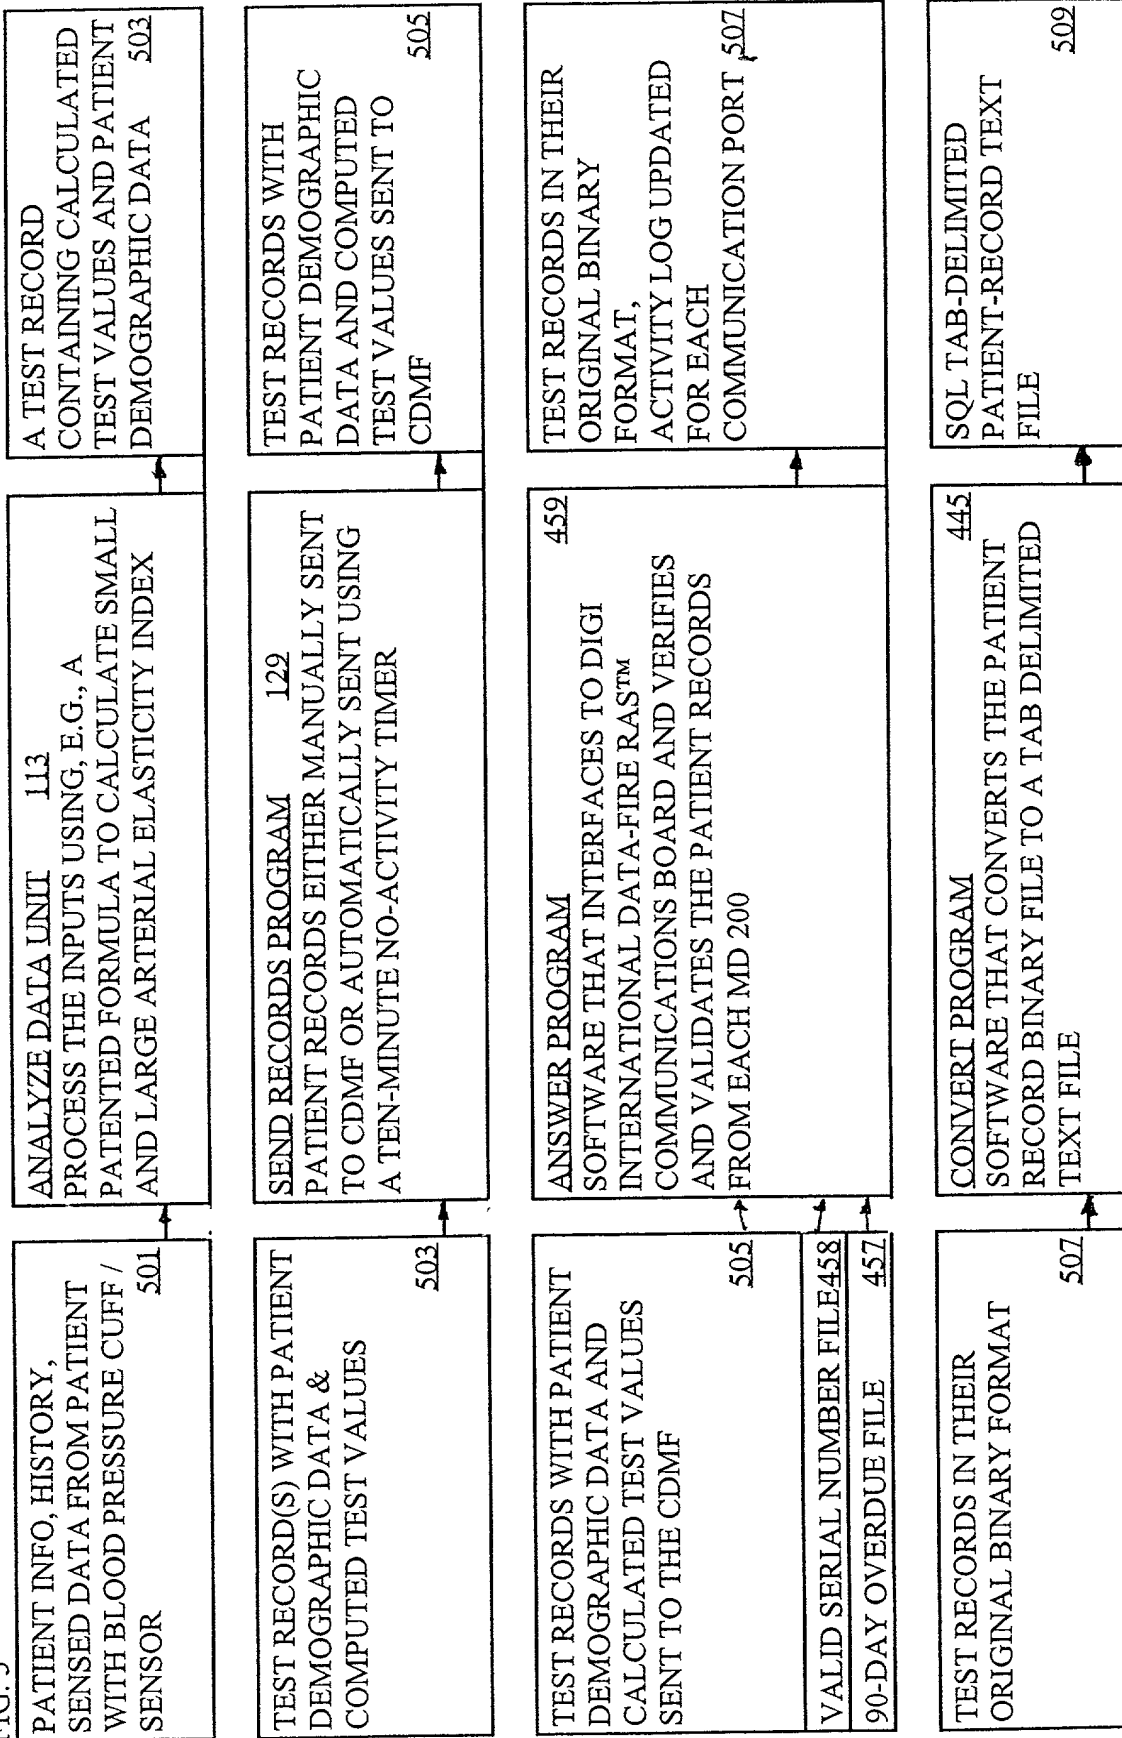 FIG. 5
PATIENT INFO, HISTORY,
SENSED DATA FROM PATIENT
WITH BLOOD PRESSURE CUFF /
SENSOR 501
ANALYZE DATA UNIT 113
PROCESS THE INPUTS USING, E.G., A
PATENTED FORMULA TO CALCULATE SMALL
AND LARGE ARTERIAL ELASTICITY INDEX
A TEST RECORD
CONTAINING CALCULATED
TEST VALUES AND PATIENT
DEMOGRAPHIC DATA 503
TEST RECORD(S) WITH PATIENT
DEMOGRAPHIC DATA &
COMPUTED TEST VALUES
503
SEND RECORDS PROGRAM 129
PATIENT RECORDS EITHER MANUALLY SENT
TO CDMF OR AUTOMATICALLY SENT USING
A TEN-MINUTE NO-ACTIVITY TIMER
TEST RECORDS WITH
PATIENT DEMOGRAPHIC
DATA AND COMPUTED
TEST VALUES SENT TO
CDMF 505
TEST RECORDS WITH PATIENT
DEMOGRAPHIC DATA AND
CALCULATED TEST VALUES
SENT TO THE CDMF
505
VALID SERIAL NUMBER FILE 458
90-DAY OVERDUE FILE 457
ANSWER PROGRAM 459
SOFTWARE THAT INTERFACES TO DIGI
INTERNATIONAL DATA-FIRE RAS™
COMMUNICATIONS BOARD AND VERIFIES
AND VALIDATES THE PATIENT RECORDS
FROM EACH MD 200
TEST RECORDS IN THEIR
ORIGINAL BINARY
FORMAT,
ACTIVITY LOG UPDATED
FOR EACH
COMMUNICATION PORT 507
TEST RECORDS IN THEIR
ORIGINAL BINARY FORMAT
507
CONVERT PROGRAM 445
SOFTWARE THAT CONVERTS THE PATIENT
RECORD BINARY FILE TO A TAB DELIMITED
TEXT FILE
SQL TAB-DELIMITED
PATIENT-RECORD TEXT
FILE
509